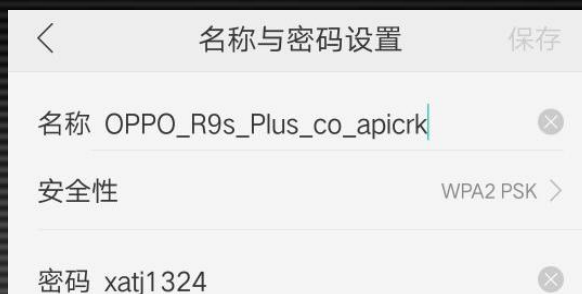 名称与密码设置 保存
名称 OPPO_R9s_Plus_co_apicrk
安全性 WPA2 PSK
密码 xatj1324